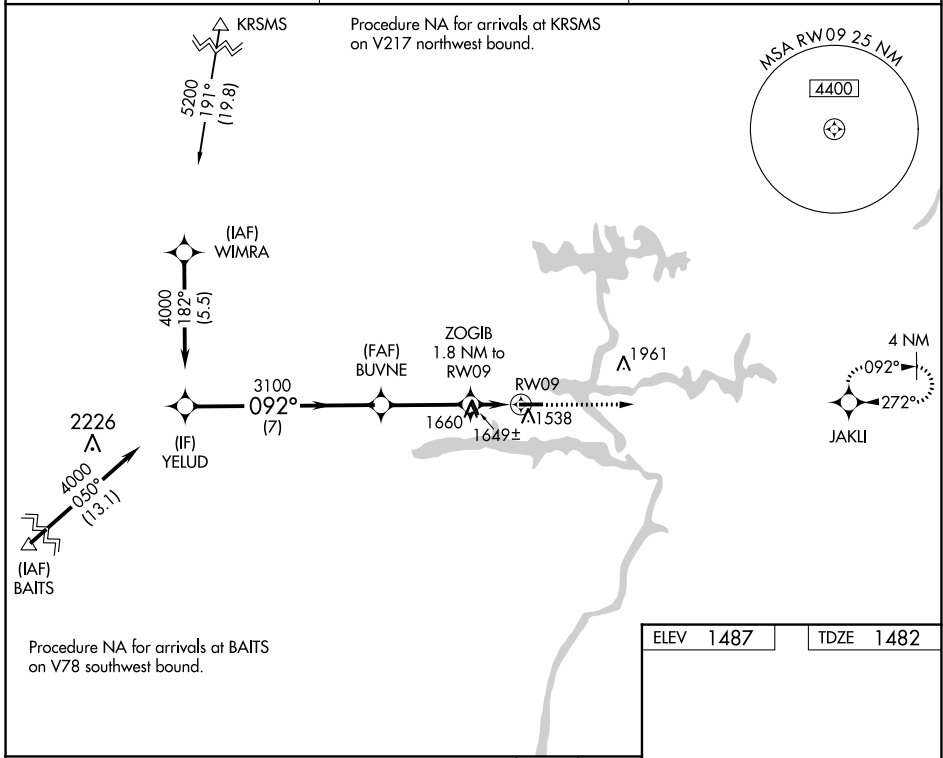 KRSMS
Procedure NA for arrivals at KRSMS
on V217 northwest bound.
MSA RW09 25 NM
4400
5200
191°
(19.8)
(IAF)
WIMRA
4000
182°
(5.5)
ZOGIB
1.8 NM to
RW09
(FAF)
BUVNE
RW09
1961
4 NM
092°
272°
JAKLI
3100
092°
(7)
1660
1649±
1538
2226
(IF)
YELUD
4000
050°
(13.1)
(IAF)
BAITS
Procedure NA for arrivals at BAITS
on V78 southwest bound.
ELEV 1487
TDZE 1482